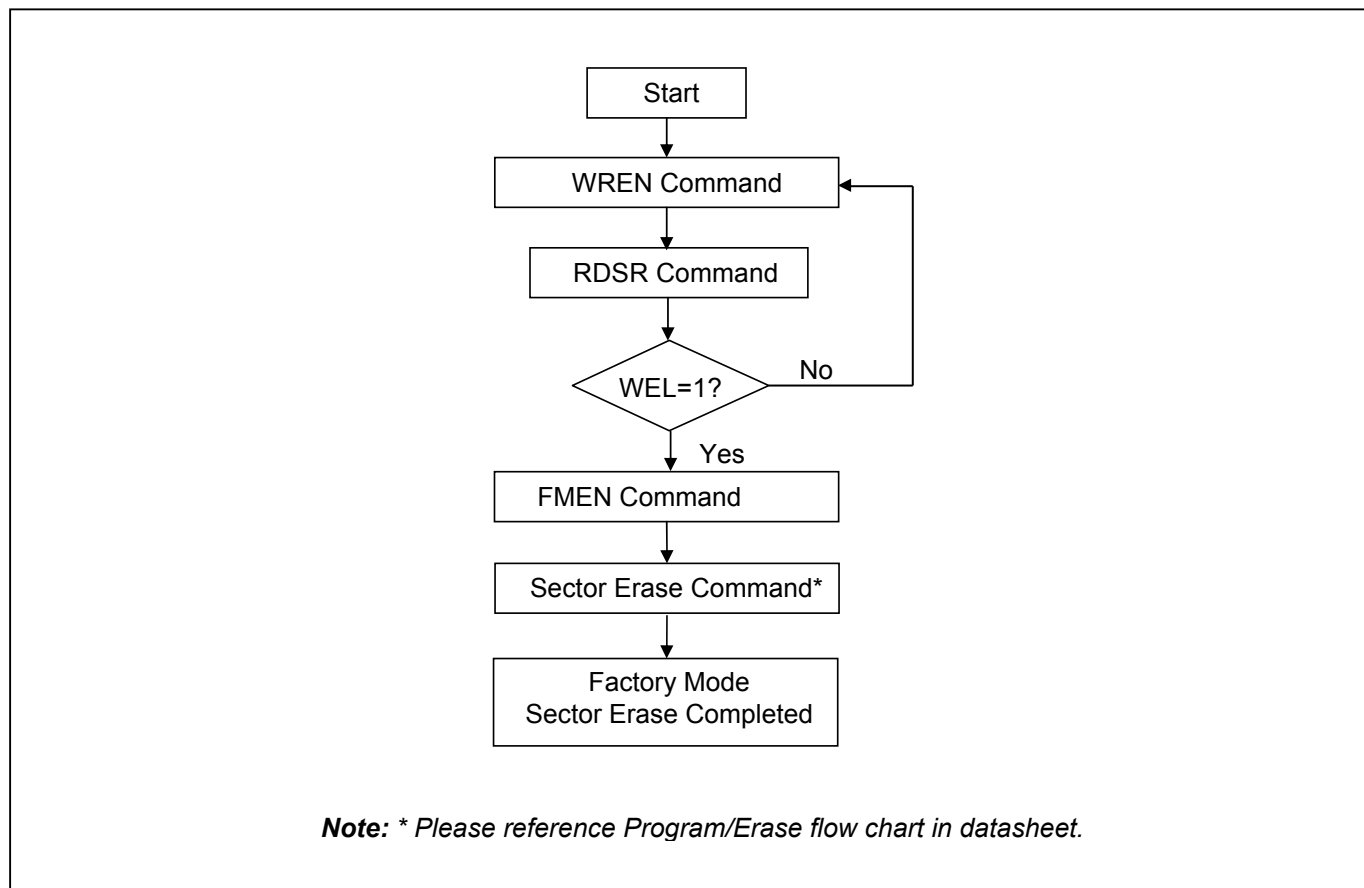 Start
WREN Command
RDSR Command
WEL=1?
No
Yes
FMEN Command
Sector Erase Command*
Factory Mode
Sector Erase Completed
Note: * Please reference Program/Erase flow chart in datasheet.